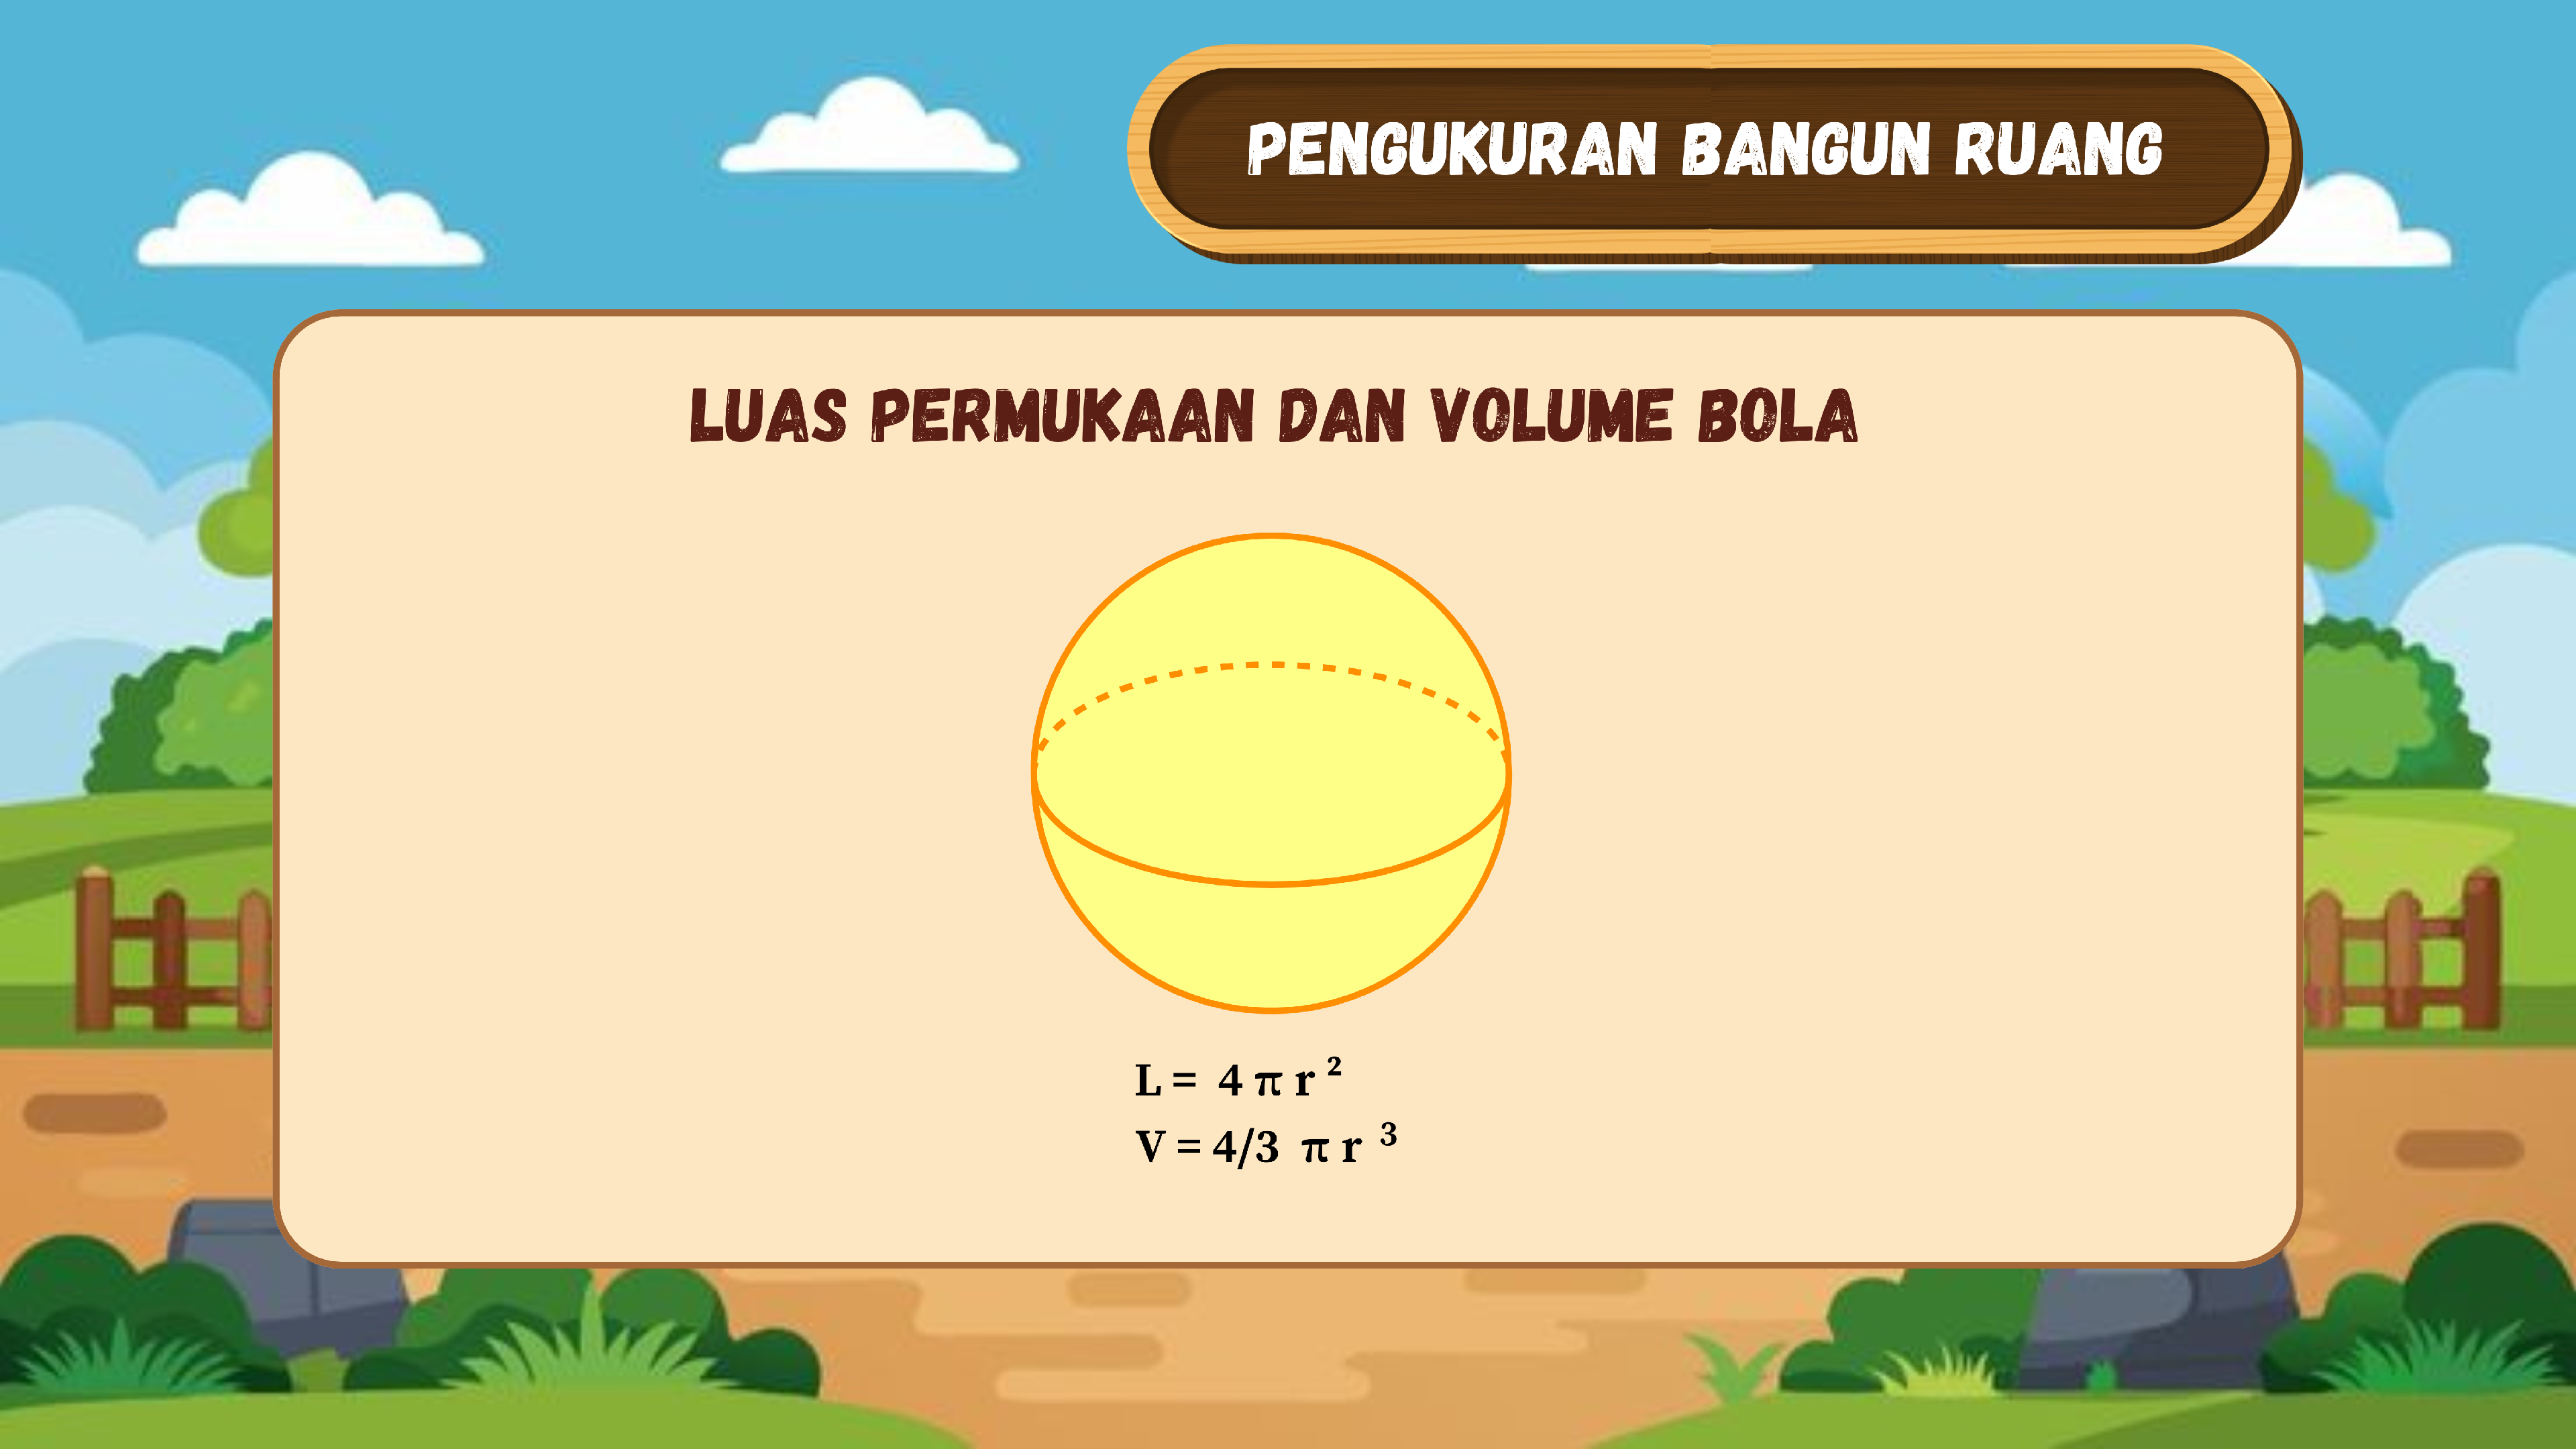 PENGUKURAN BANGUN RUANG
LUAS PERMUKAAN DAN VOLUME BOLA
L = 4 π r ²
V = 4/3 π r ³